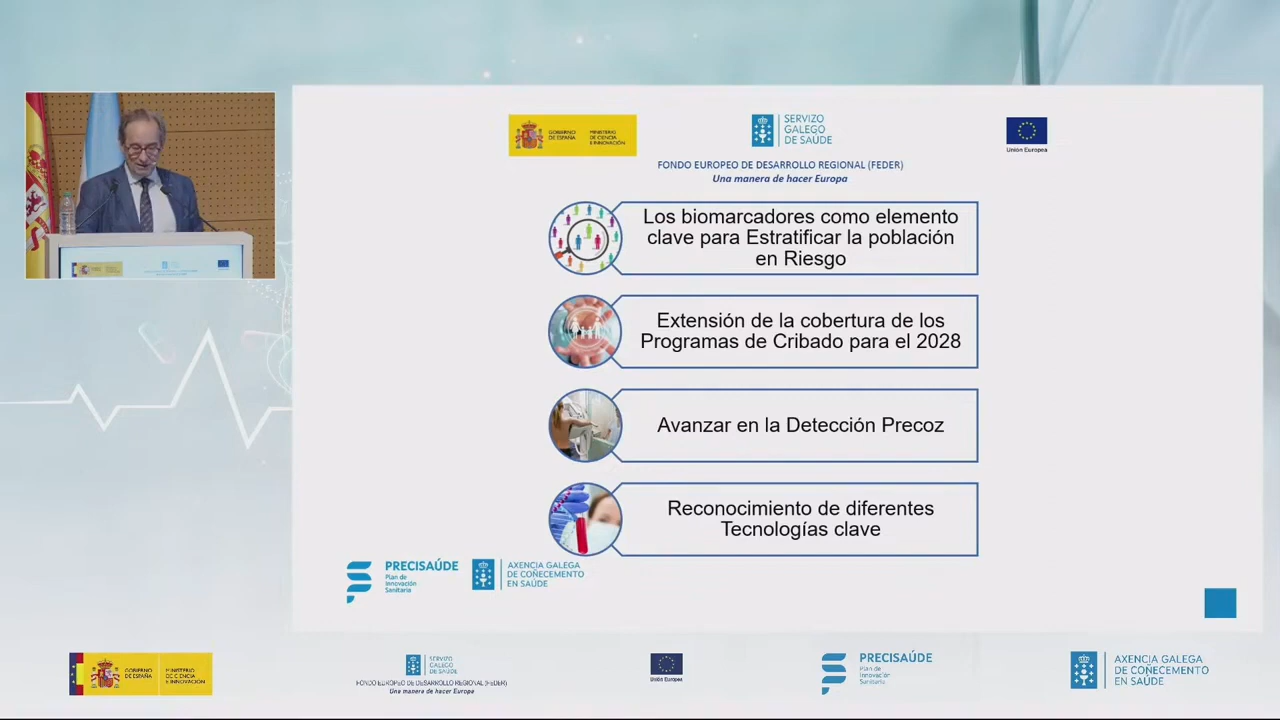 GOBIERNO
DE ESPAÑA
MINISTERIO
DE CIENCIA
E INNOVACIÓN
SERVIZO
GALEGO
DE SAÚDE
Unión Europea
FONDO EUROPEO DE DESARROLLO REGIONAL (FEDER)
Una manera de hacer Europa
Los biomarcadores como elemento
clave para Estratificar la población
en Riesgo
Extensión de la cobertura de los
Programas de Cribado para el 2028
Avanzar en la Detección Precoz
Reconocimiento de diferentes
Tecnologías clave
PRECISAÚDE
Plan de
Innovación
Sanitaria
AXENCIA GALEGA
DE COÑECEMENTO
EN SAÚDE
GOBIERNO
DE ESPAÑA
MINISTERIO
DE CIENCIA
E INNOVACIÓN
SERVIZO
GALEGO
DE SAÚDE
FONDO EUROPEO DE DESARROLLO REGIONAL (FEDER)
Una manera de hacer Europa
Unión Europea
PRECISAÚDE
Plan de
Innovación
Sanitaria
AXENCIA GALEGA
DE COÑECEMENTO
EN SAÚDE